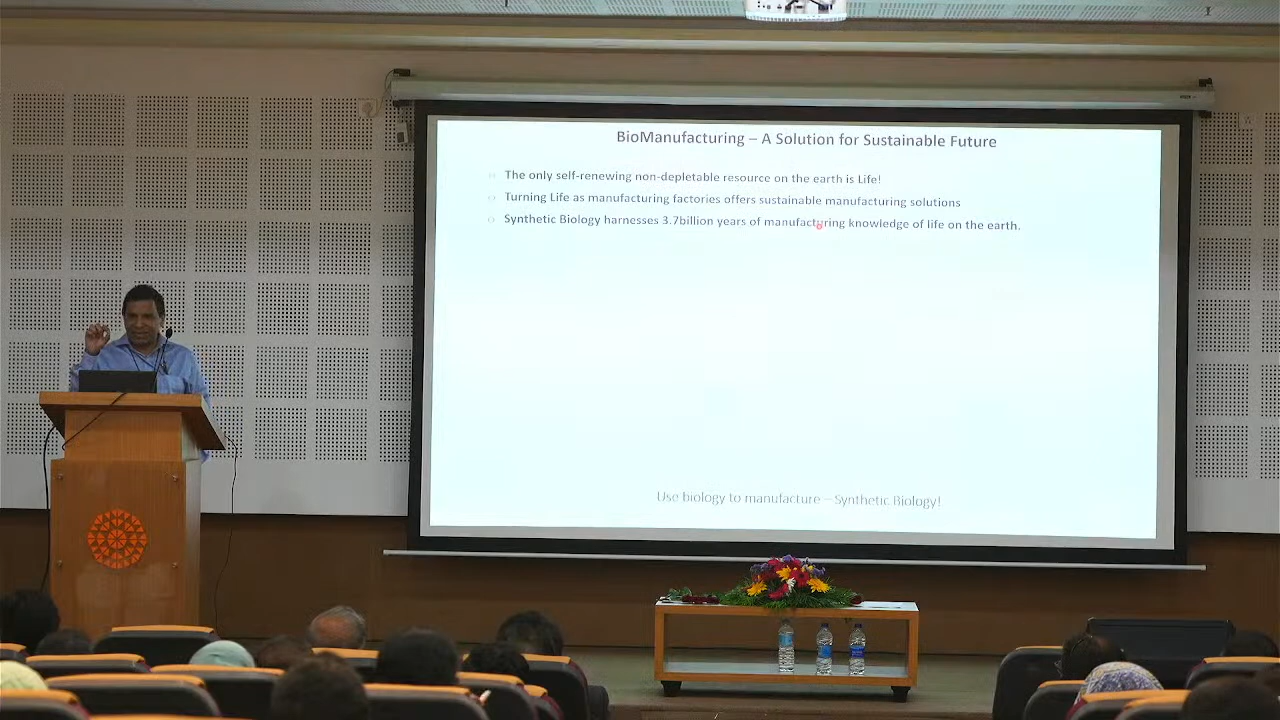 BioManufacturing – A Solution for Sustainable Future
The only self-renewing non-depletable resource on the earth is Life!
Turning Life as manufacturing factories offers sustainable manufacturing solutions
Synthetic Biology harnesses 3.7billion years of manufacturing knowledge of life on the earth.
Use biology to manufacture – Synthetic Biology!